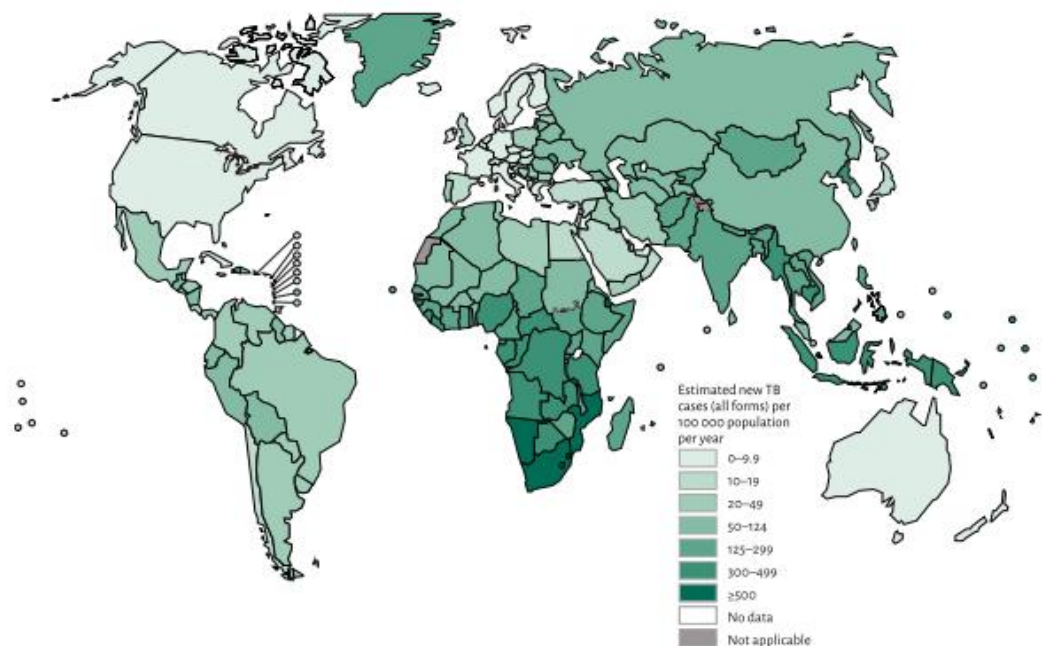 Estimated new TB
cases (all forms) per
100 000 population
per year
0–9.9
10–19
20–49
50–124
125–299
300–499
≥500
No data
Not applicable